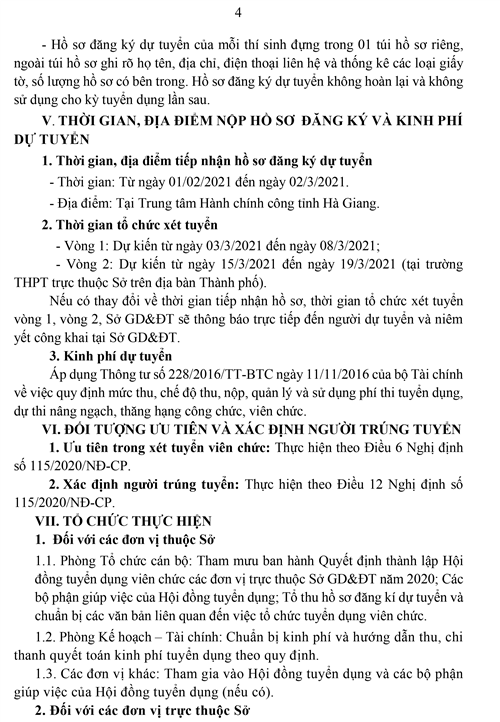 4
- Hồ sơ đăng ký dự tuyển của mỗi thí sinh đựng trong 01 túi hồ sơ riêng,
ngoài túi hồ sơ ghi rõ họ tên, địa chỉ, điện thoại liên hệ và thống kê các loại giấy
tờ, số lượng hồ sơ có bên trong. Hồ sơ đăng ký dự tuyển không hoàn lại và không
sử dụng cho kỳ tuyển dụng lần sau.
V. THỜI GIAN, ĐỊA ĐIỂM NỘP HỒ SƠ ĐĂNG KÝ VÀ KINH PHÍ
DỰ TUYỂN
1. Thời gian, địa điểm tiếp nhận hồ sơ đăng ký dự tuyển
- Thời gian: Từ ngày 01/02/2021 đến ngày 02/3/2021.
- Địa điểm: Tại Trung tâm Hành chính công tỉnh Hà Giang.
2. Thời gian tổ chức xét tuyển
- Vòng 1: Dự kiến từ ngày 03/3/2021 đến ngày 08/3/2021;
- Vòng 2: Dự kiến từ ngày 15/3/2021 đến ngày 19/3/2021 (tại trường
THPT trực thuộc Sở trên địa bàn Thành phố).
Nếu có thay đổi về thời gian tiếp nhận hồ sơ, thời gian tổ chức xét tuyển
vòng 1, vòng 2, Sở GD&ĐT sẽ thông báo trực tiếp đến người dự tuyển và niêm
yết công khai tại Sở GD&ĐT.
3. Kinh phí dự tuyển
Áp dụng Thông tư số 228/2016/TT-BTC ngày 11/11/2016 của bộ Tài chính
về việc quy định mức thu, chế độ thu, nộp, quản lý và sử dụng phí thi tuyển dụng,
dự thi nâng ngạch, thăng hạng công chức, viên chức.
VI. ĐỐI TƯỢNG ƯU TIÊN VÀ XÁC ĐỊNH NGƯỜI TRÚNG TUYỂN
1. Ưu tiên trong xét tuyển viên chức: Thực hiện theo Điều 6 Nghị định
số 115/2020/NĐ-CP.
2. Xác định người trúng tuyển: Thực hiện theo Điều 12 Nghị định số
115/2020/NĐ-CP.
VII. TỔ CHỨC THỰC HIỆN
1. Đối với các đơn vị thuộc Sở
1.1. Phòng Tổ chức cán bộ: Tham mưu ban hành Quyết định thành lập Hội
đồng tuyển dụng viên chức các đơn vị trực thuộc Sở GD&ĐT năm 2020; Các
bộ phận giúp việc của Hội đồng tuyển dụng; Tổ thu hồ sơ đăng kí dự tuyển và
chuẩn bị các văn bản liên quan đến việc tổ chức tuyển dụng viên chức.
1.2. Phòng Kế hoạch – Tài chính: Chuẩn bị kinh phí và hướng dẫn thu, chi
thanh quyết toán kinh phí tuyển dụng theo quy định.
1.3. Các đơn vị khác: Tham gia vào Hội đồng tuyển dụng và các bộ phận
giúp việc của Hội đồng tuyển dụng (nếu có).
2. Đối với các đơn vị trực thuộc Sở